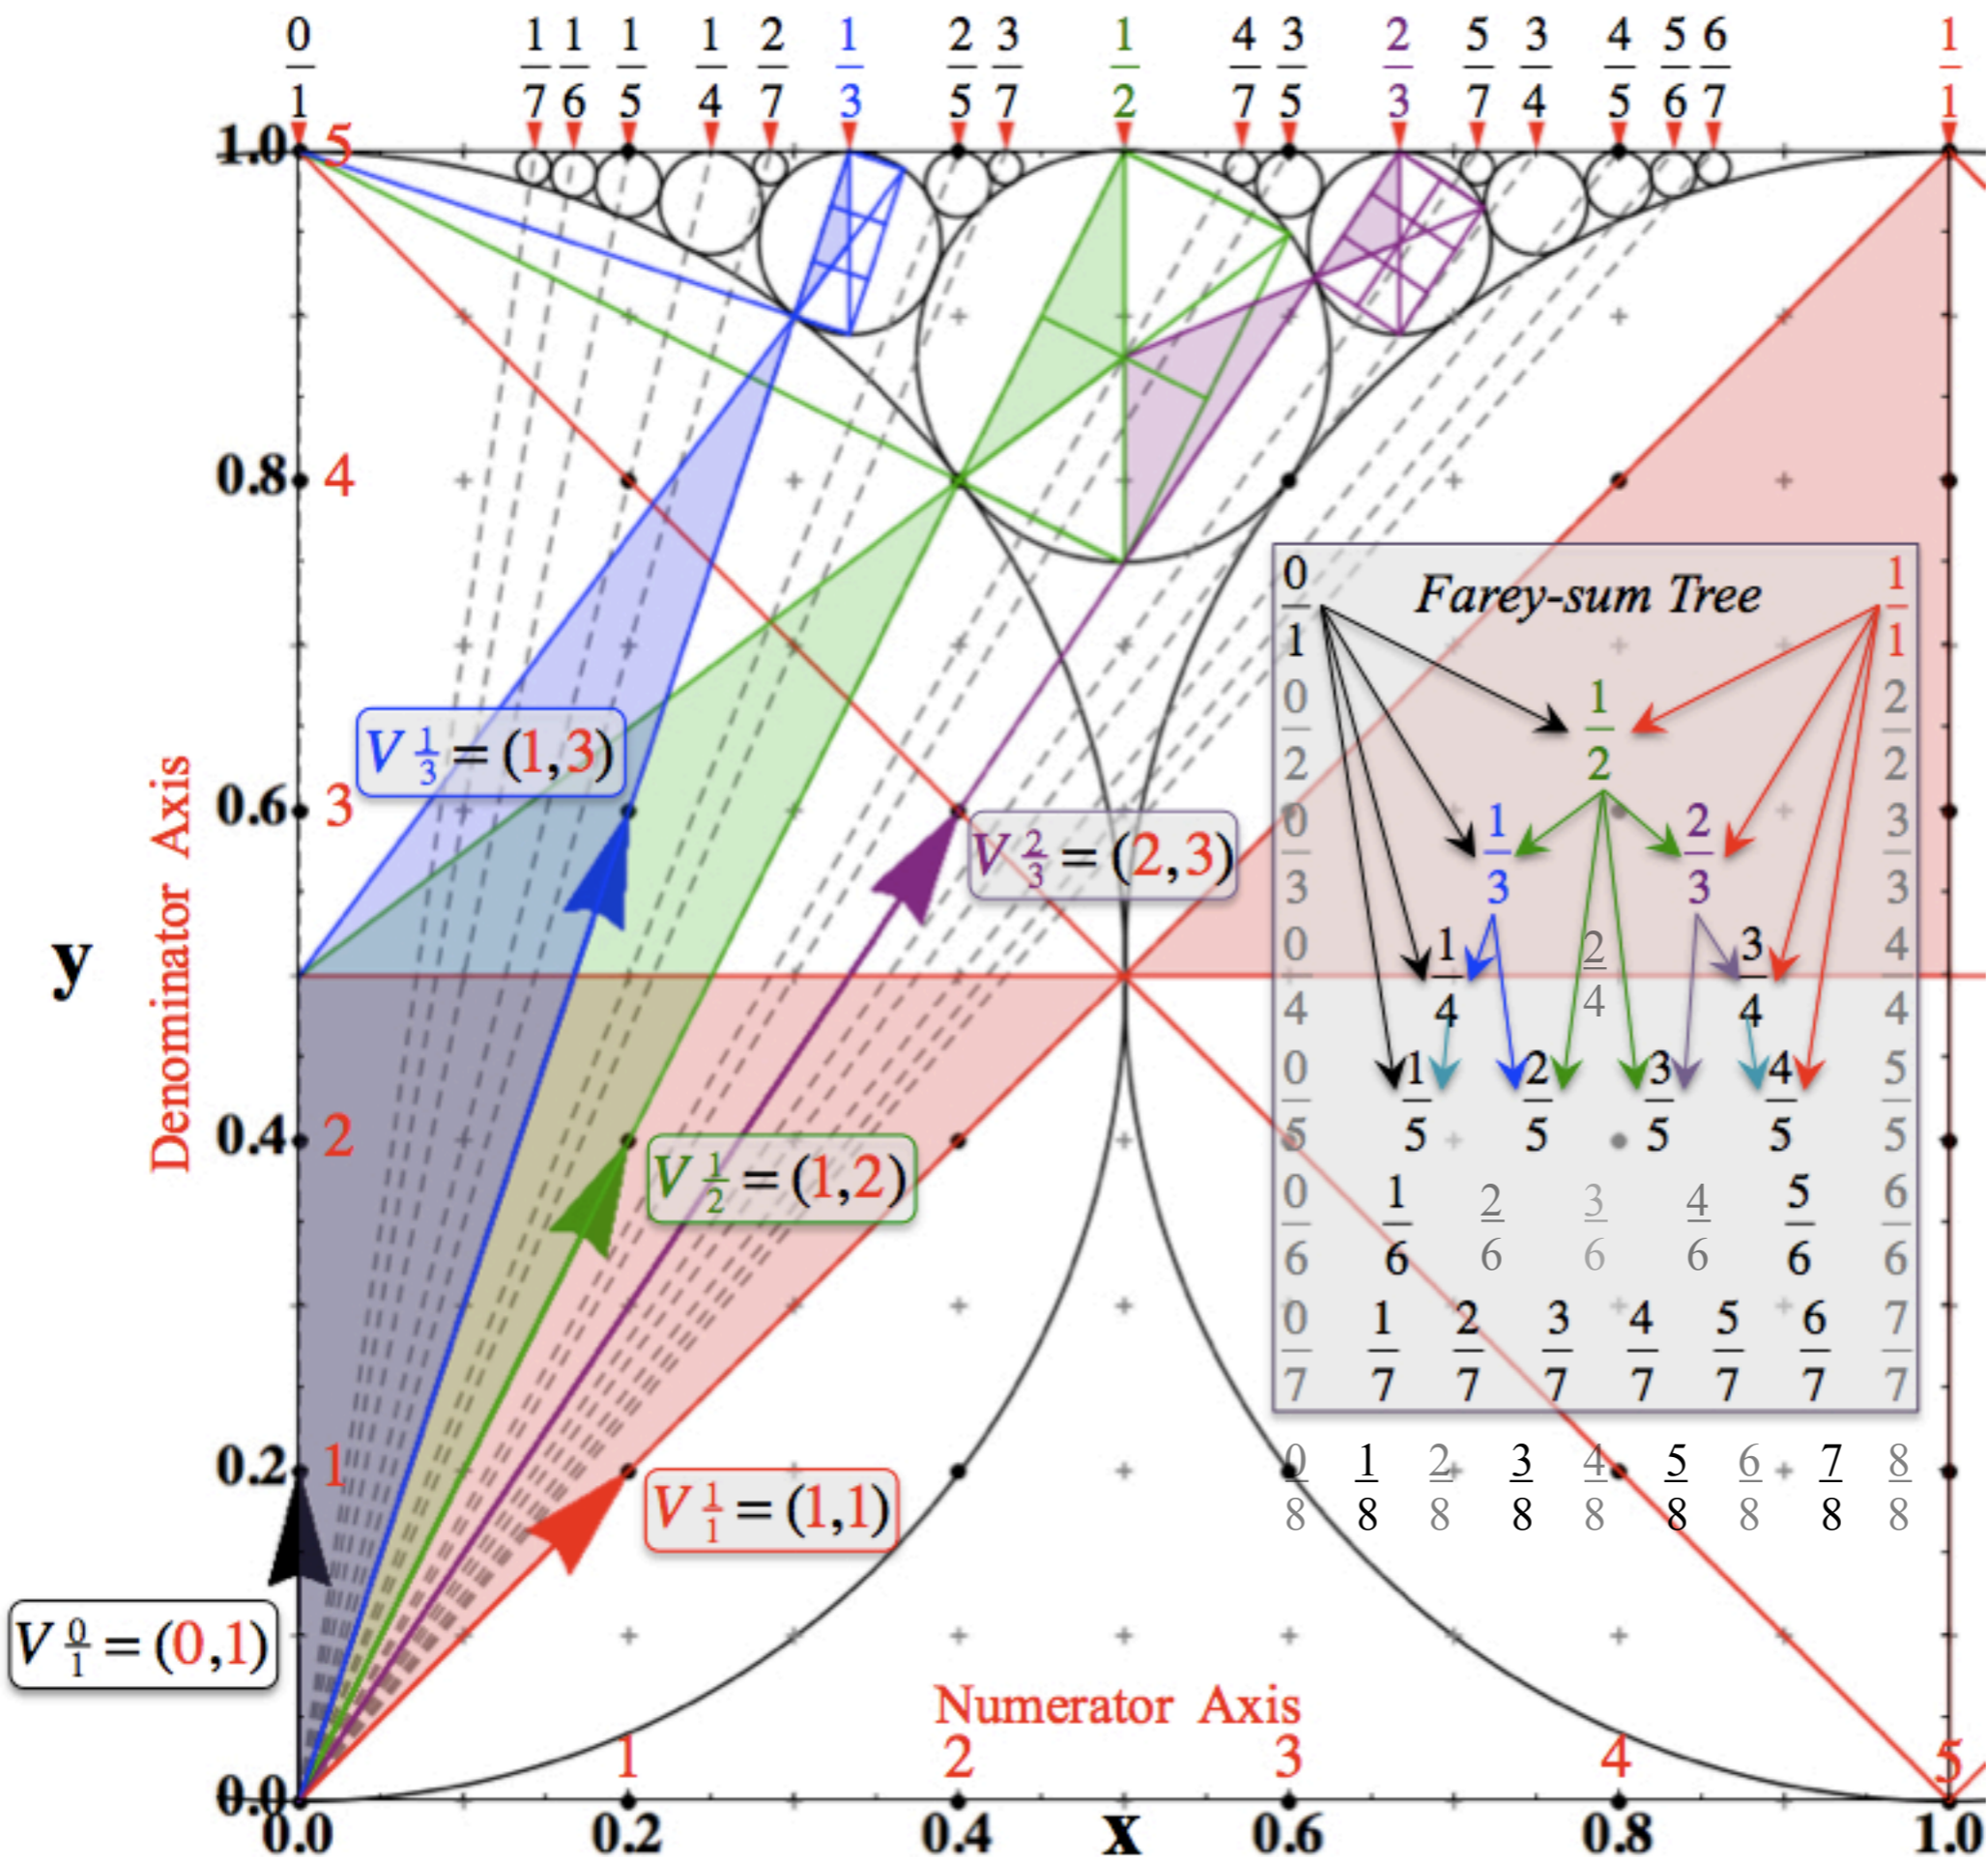 0 1 1 1 1 2 1 2 3 1 4 3 2 5 3 4 5 6 1
1 7 6 5 4 7 3 5 7 2 7 5 3 7 4 5 6 7 1
1.0 5
0.8 4
0.6 3
0.4 2
0.2 1
0.0
y
Denominator Axis
V 1/3 = (1,3)
V 2/3 = (2,3)
V 1/2 = (1,2)
V 1/1 = (1,1)
V 0/1 = (0,1)
Farey-sum Tree
0/1 1/1
0/2 1/2 2/2
0/3 1/3 2/3 3/3
0/4 1/4 2/4 3/4 4/4
0/5 1/5 2/5 3/5 4/5 5/5
0/6 1/6 2/6 3/6 4/6 5/6 6/6
0/7 1/7 2/7 3/7 4/7 5/7 6/7 7/7
0/8 1/8 2/8 3/8 4/8 5/8 6/8 7/8 8/8
Numerator Axis
1 2 3 4 5
0.0 0.2 0.4 x 0.6 0.8 1.0